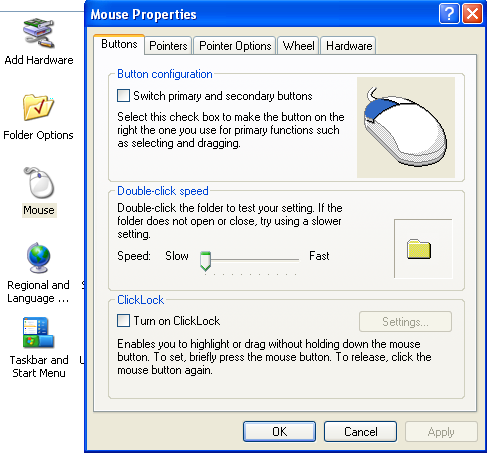 Mouse Properties
Add Hardware
Folder Options
Mouse
Regional and
Language ...
Taskbar and
Start Menu
Buttons
Pointers
Pointer Options
Wheel
Hardware
Button configuration
Switch primary and secondary buttons
Select this check box to make the button on the
right the one you use for primary functions such
as selecting and dragging.
Double-click speed
Double-click the folder to test your setting. If the
folder does not open or close, try using a slower
setting.
Speed: Slow Fast
ClickLock
Turn on ClickLock
Settings...
Enables you to highlight or drag without holding down the mouse
button. To set, briefly press the mouse button. To release, click the
mouse button again.
OK
Cancel
Apply